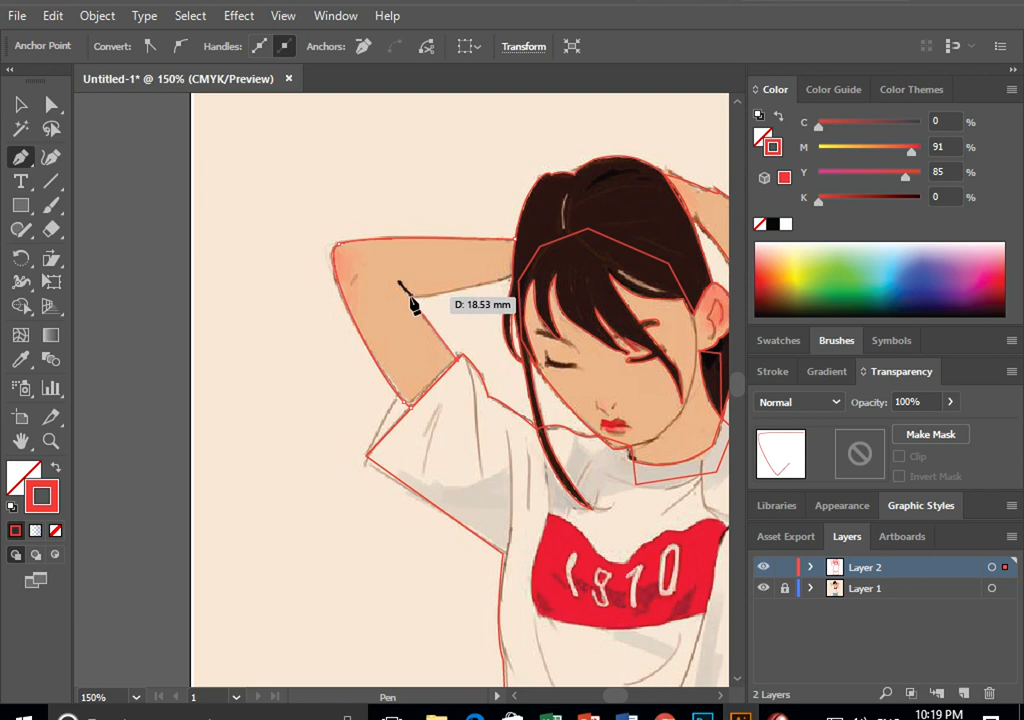 File Edit Object Type Select Effect View Window Help
Anchor Point Convert: Handles: Anchors: Transform
Untitled-1* @ 150% (CMYK/Preview) ×
Color Color Guide Color Themes
C 0 %
M 91 %
Y 85 %
K 0 %
D: 18.53 mm
Swatches Brushes Symbols
Stroke Gradient Transparency
Normal Opacity: 100%
Make Mask
Clip
Invert Mask
Libraries Appearance Graphic Styles
Asset Export Layers Artboards
Layer 2
Layer 1
1810
150% 1 Pen
2 Layers
10:19 PM